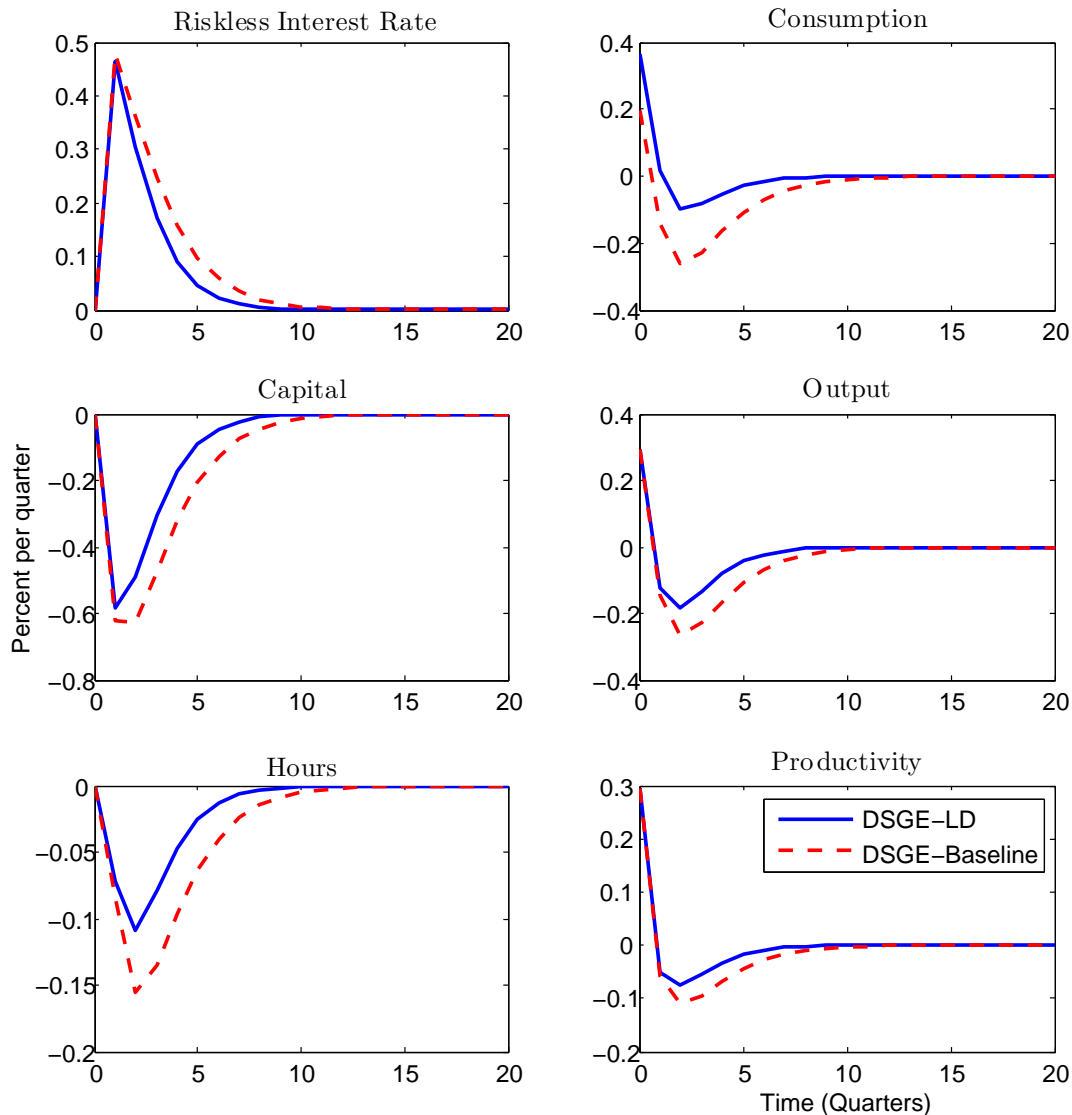 Riskless Interest Rate
0.5
0.4
0.3
0.2
0.1
0
0 5 10 15 20
Consumption
0.4
0.2
0
−0.2
−0.4
0 5 10 15 20
Capital
0
−0.2
−0.4
−0.6
−0.8
0 5 10 15 20
Percent per quarter
Output
0.4
0.2
0
−0.2
−0.4
0 5 10 15 20
Hours
0
−0.05
−0.1
−0.15
−0.2
0 5 10 15 20
Productivity
0.3
0.2
0.1
0
−0.1
−0.2
0 5 10 15 20
DSGE−LD
DSGE−Baseline
Time (Quarters)